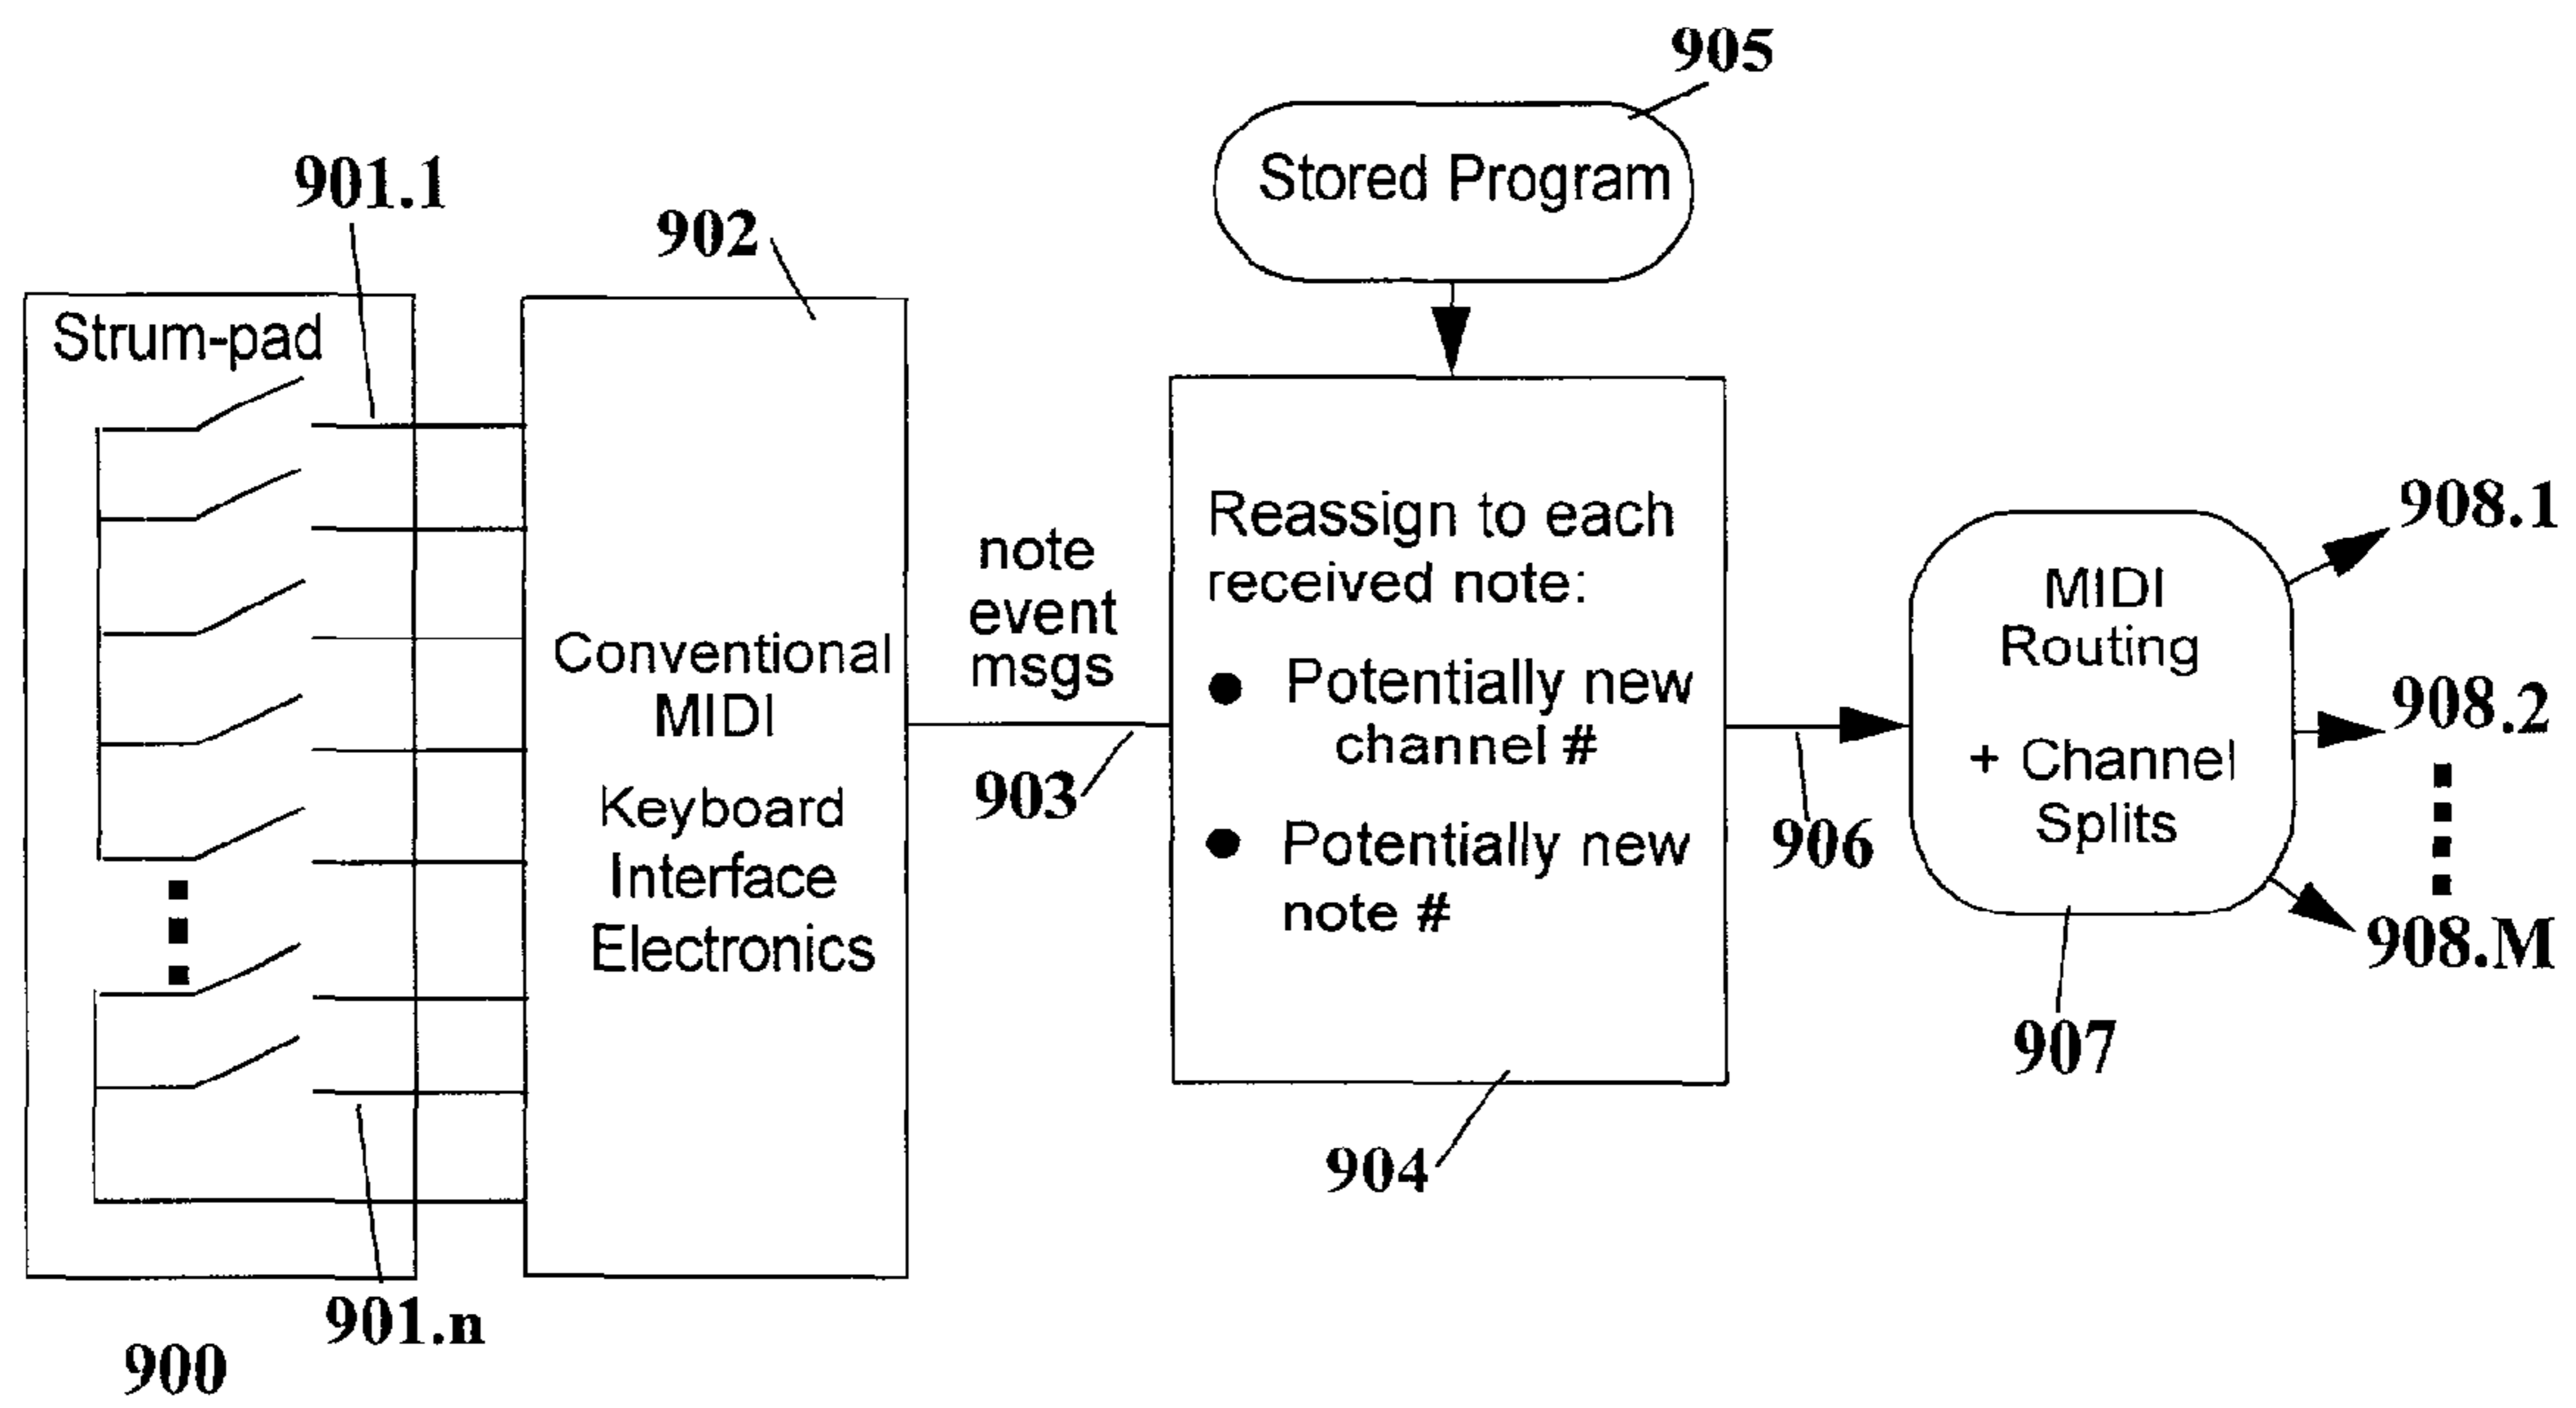 905
Stored Program
901.1
902
Strum-pad
Conventional
MIDI
Keyboard
Interface
Electronics
note
event
msgs
903
Reassign to each
received note:
● Potentially new
channel #
● Potentially new
note #
904
906
MIDI
Routing
+ Channel
Splits
907
908.1
908.2
908.M
901.n
900